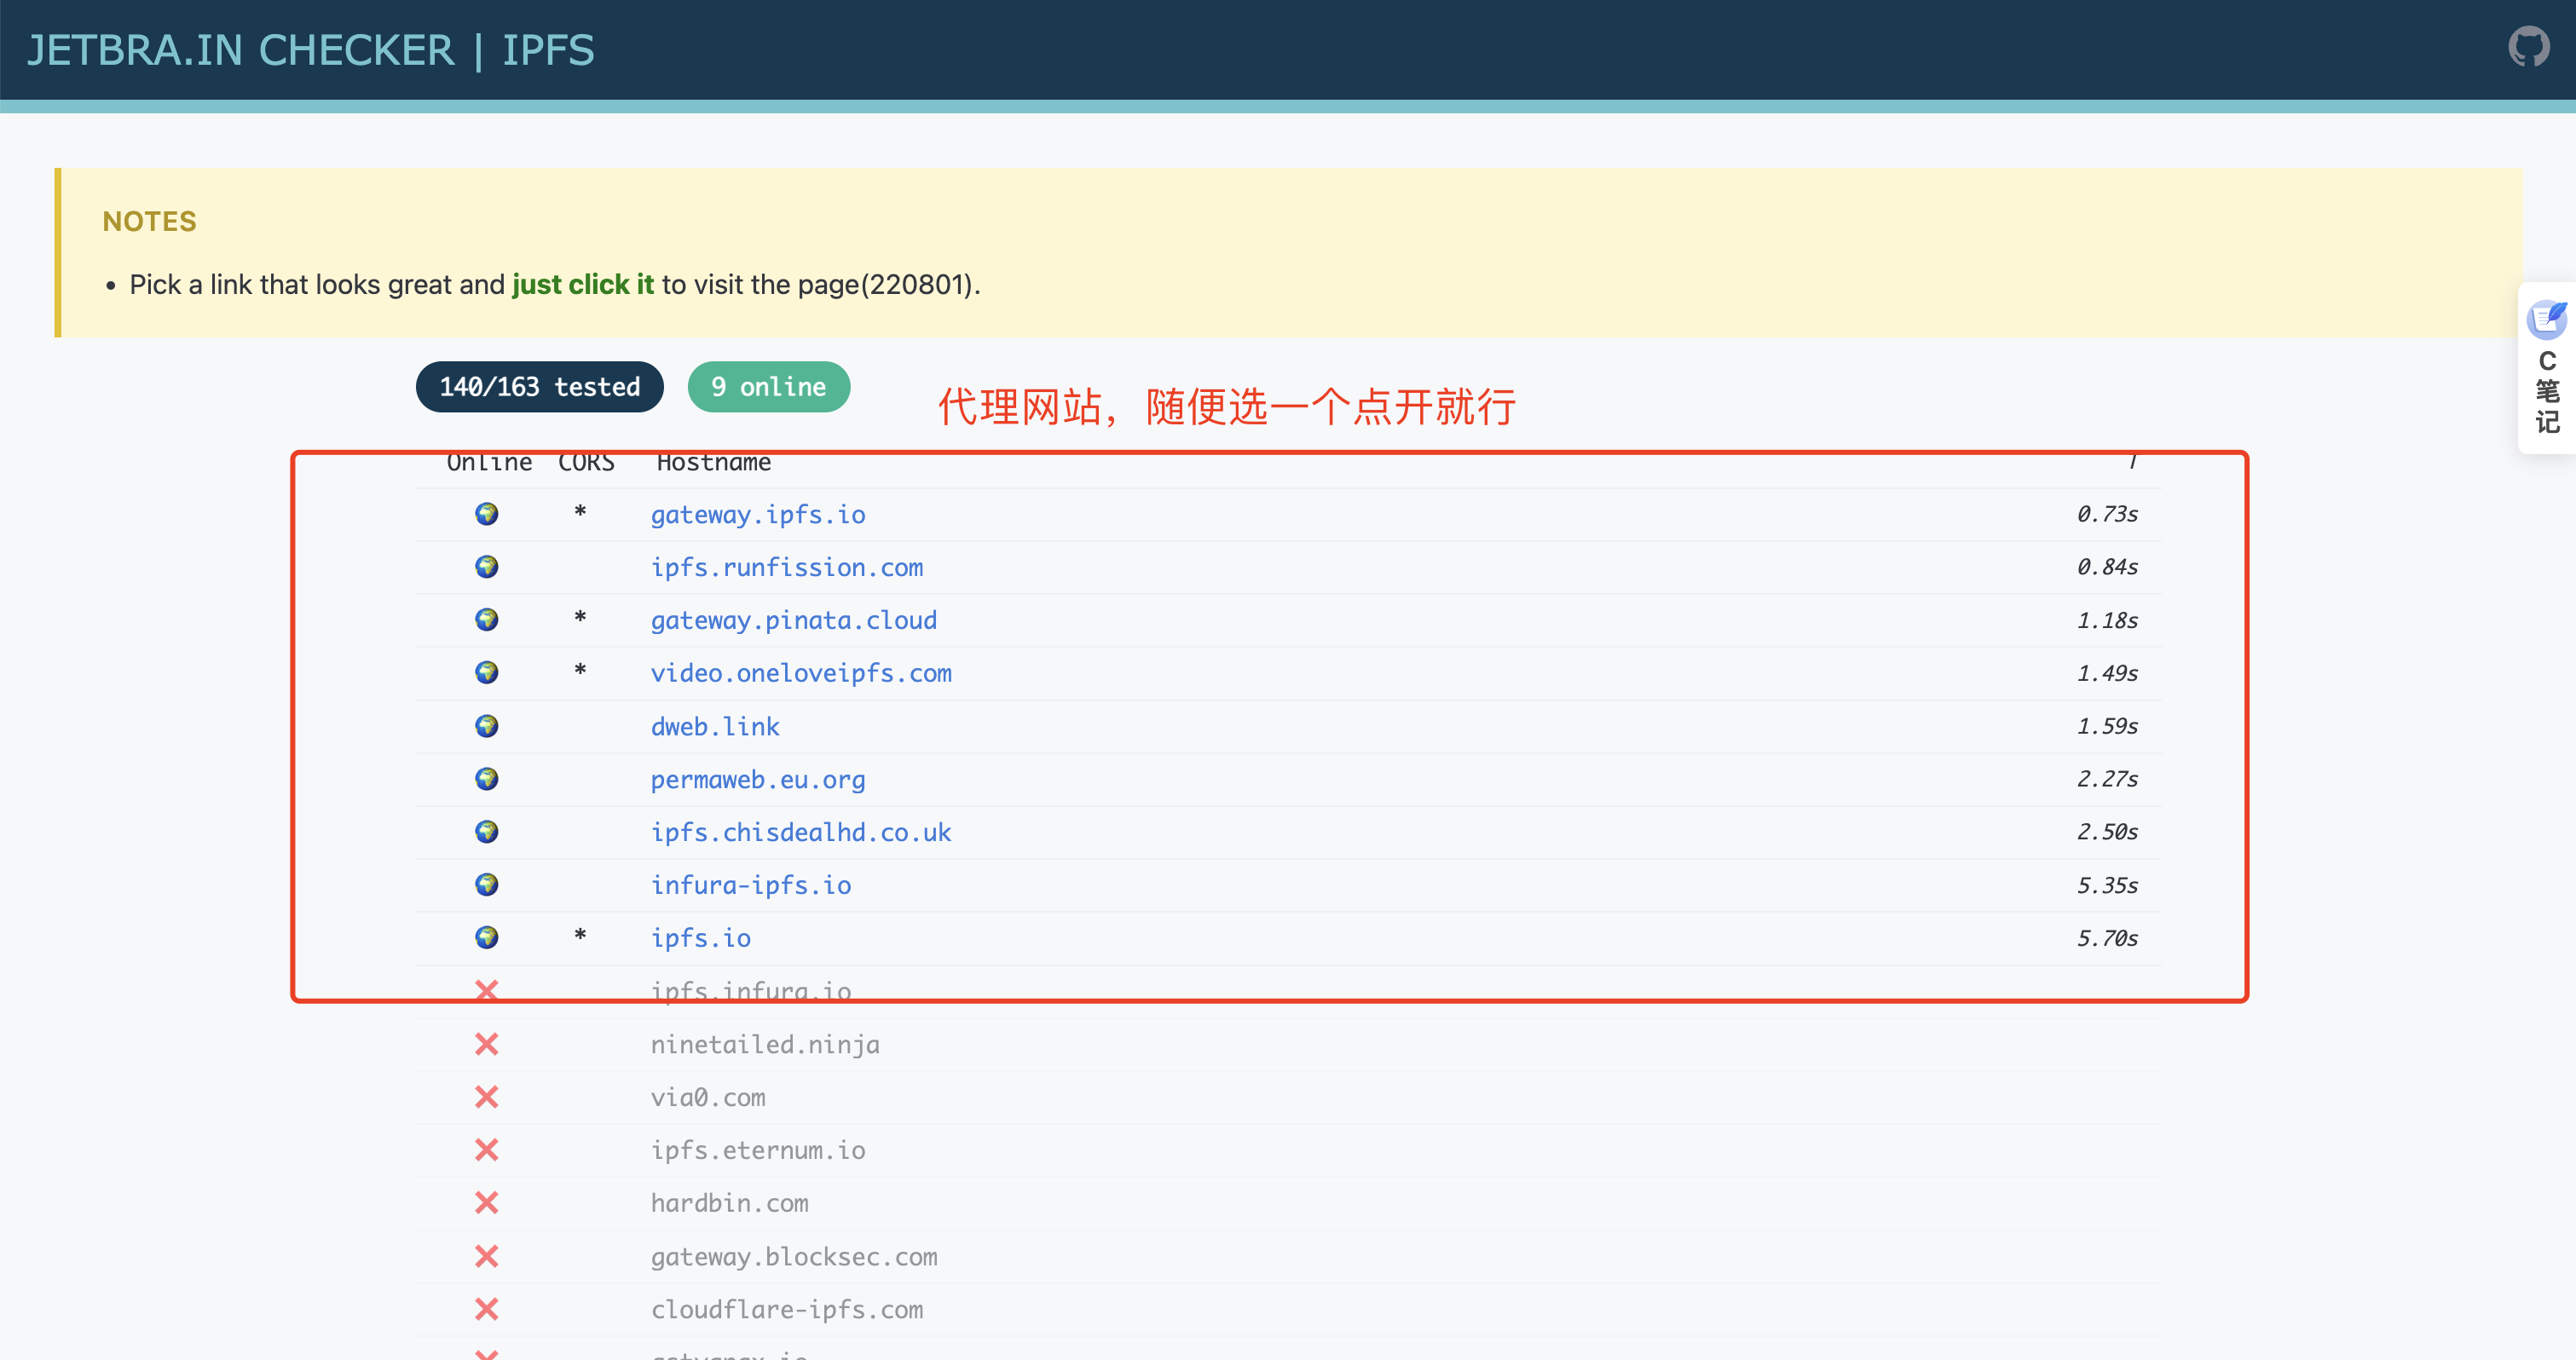 JETBRA.IN CHECKER | IPFS
NOTES
• Pick a link that looks great and just click it to visit the page(220801).
140/163 tested 9 online
代理网站，随便选一个点开就行
C
笔
记
Online CORS Hostname
* gateway.ipfs.io 0.73s
ipfs.runfission.com 0.84s
* gateway.pinata.cloud 1.18s
* video.oneloveipfs.com 1.49s
dweb.link 1.59s
permaweb.eu.org 2.27s
ipfs.chisdealhd.co.uk 2.50s
infura-ipfs.io 5.35s
* ipfs.io 5.70s
ipfs.infura.io
ninetailed.ninja
via0.com
ipfs.eternum.io
hardbin.com
gateway.blocksec.com
cloudflare-ipfs.com